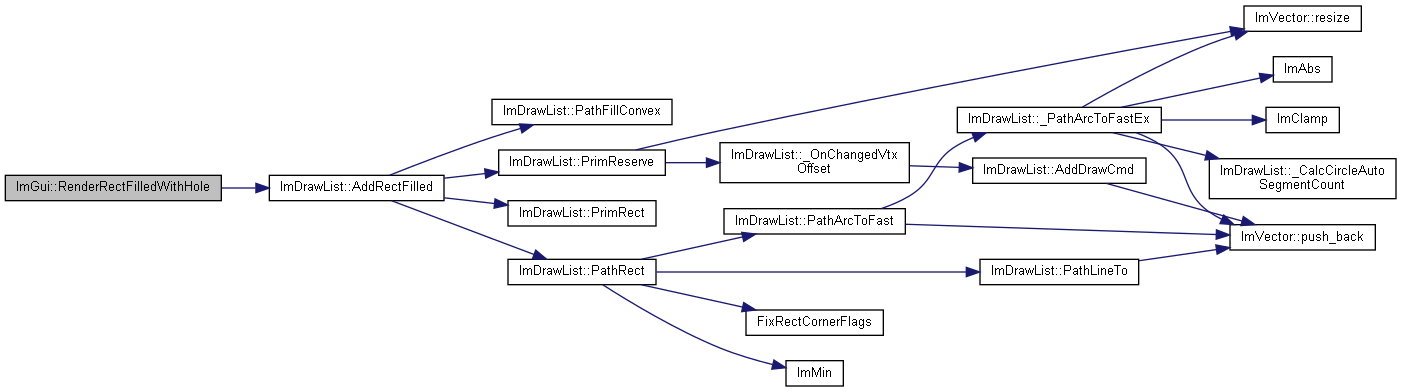 ImGui::RenderRectFilledWithHole
ImDrawList::AddRectFilled
ImDrawList::PathFillConvex
ImDrawList::PrimReserve
ImDrawList::PrimRect
ImDrawList::PathRect
ImDrawList::_OnChangedVtx
Offset
ImDrawList::PathArcToFast
FixRectCornerFlags
ImMin
ImDrawList::_PathArcToFastEx
ImDrawList::AddDrawCmd
ImDrawList::PathLineTo
ImVector::resize
ImAbs
ImClamp
ImDrawList::_CalcCircleAuto
SegmentCount
ImVector::push_back